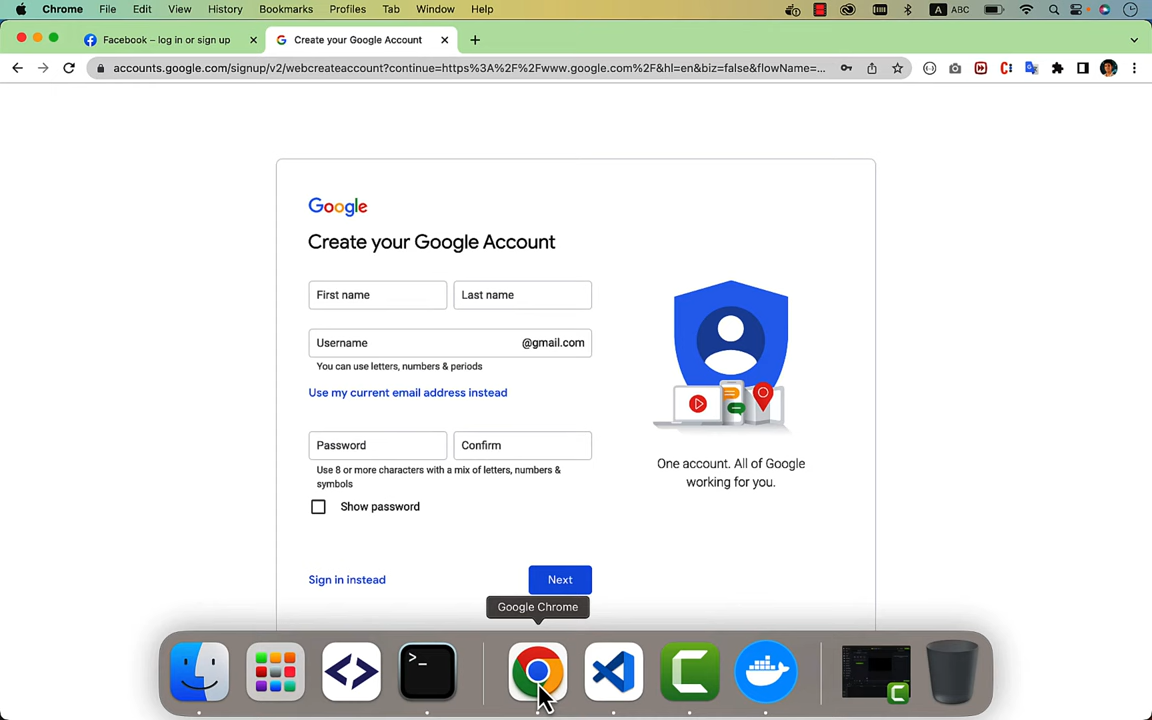 Chrome File Edit View History Bookmarks Profiles Tab Window Help A ABC
Facebook – log in or sign up
Create your Google Account
accounts.google.com/signup/v2/webcreateaccount?continue=https%3A%2F%2Fwww.google.com%2F&hl=en&biz=false&flowName=...
Google
Create your Google Account
First name Last name
Username @gmail.com
You can use letters, numbers & periods
Use my current email address instead
Password Confirm
Use 8 or more characters with a mix of letters, numbers &
symbols
Show password
One account. All of Google
working for you.
Sign in instead Next
Google Chrome